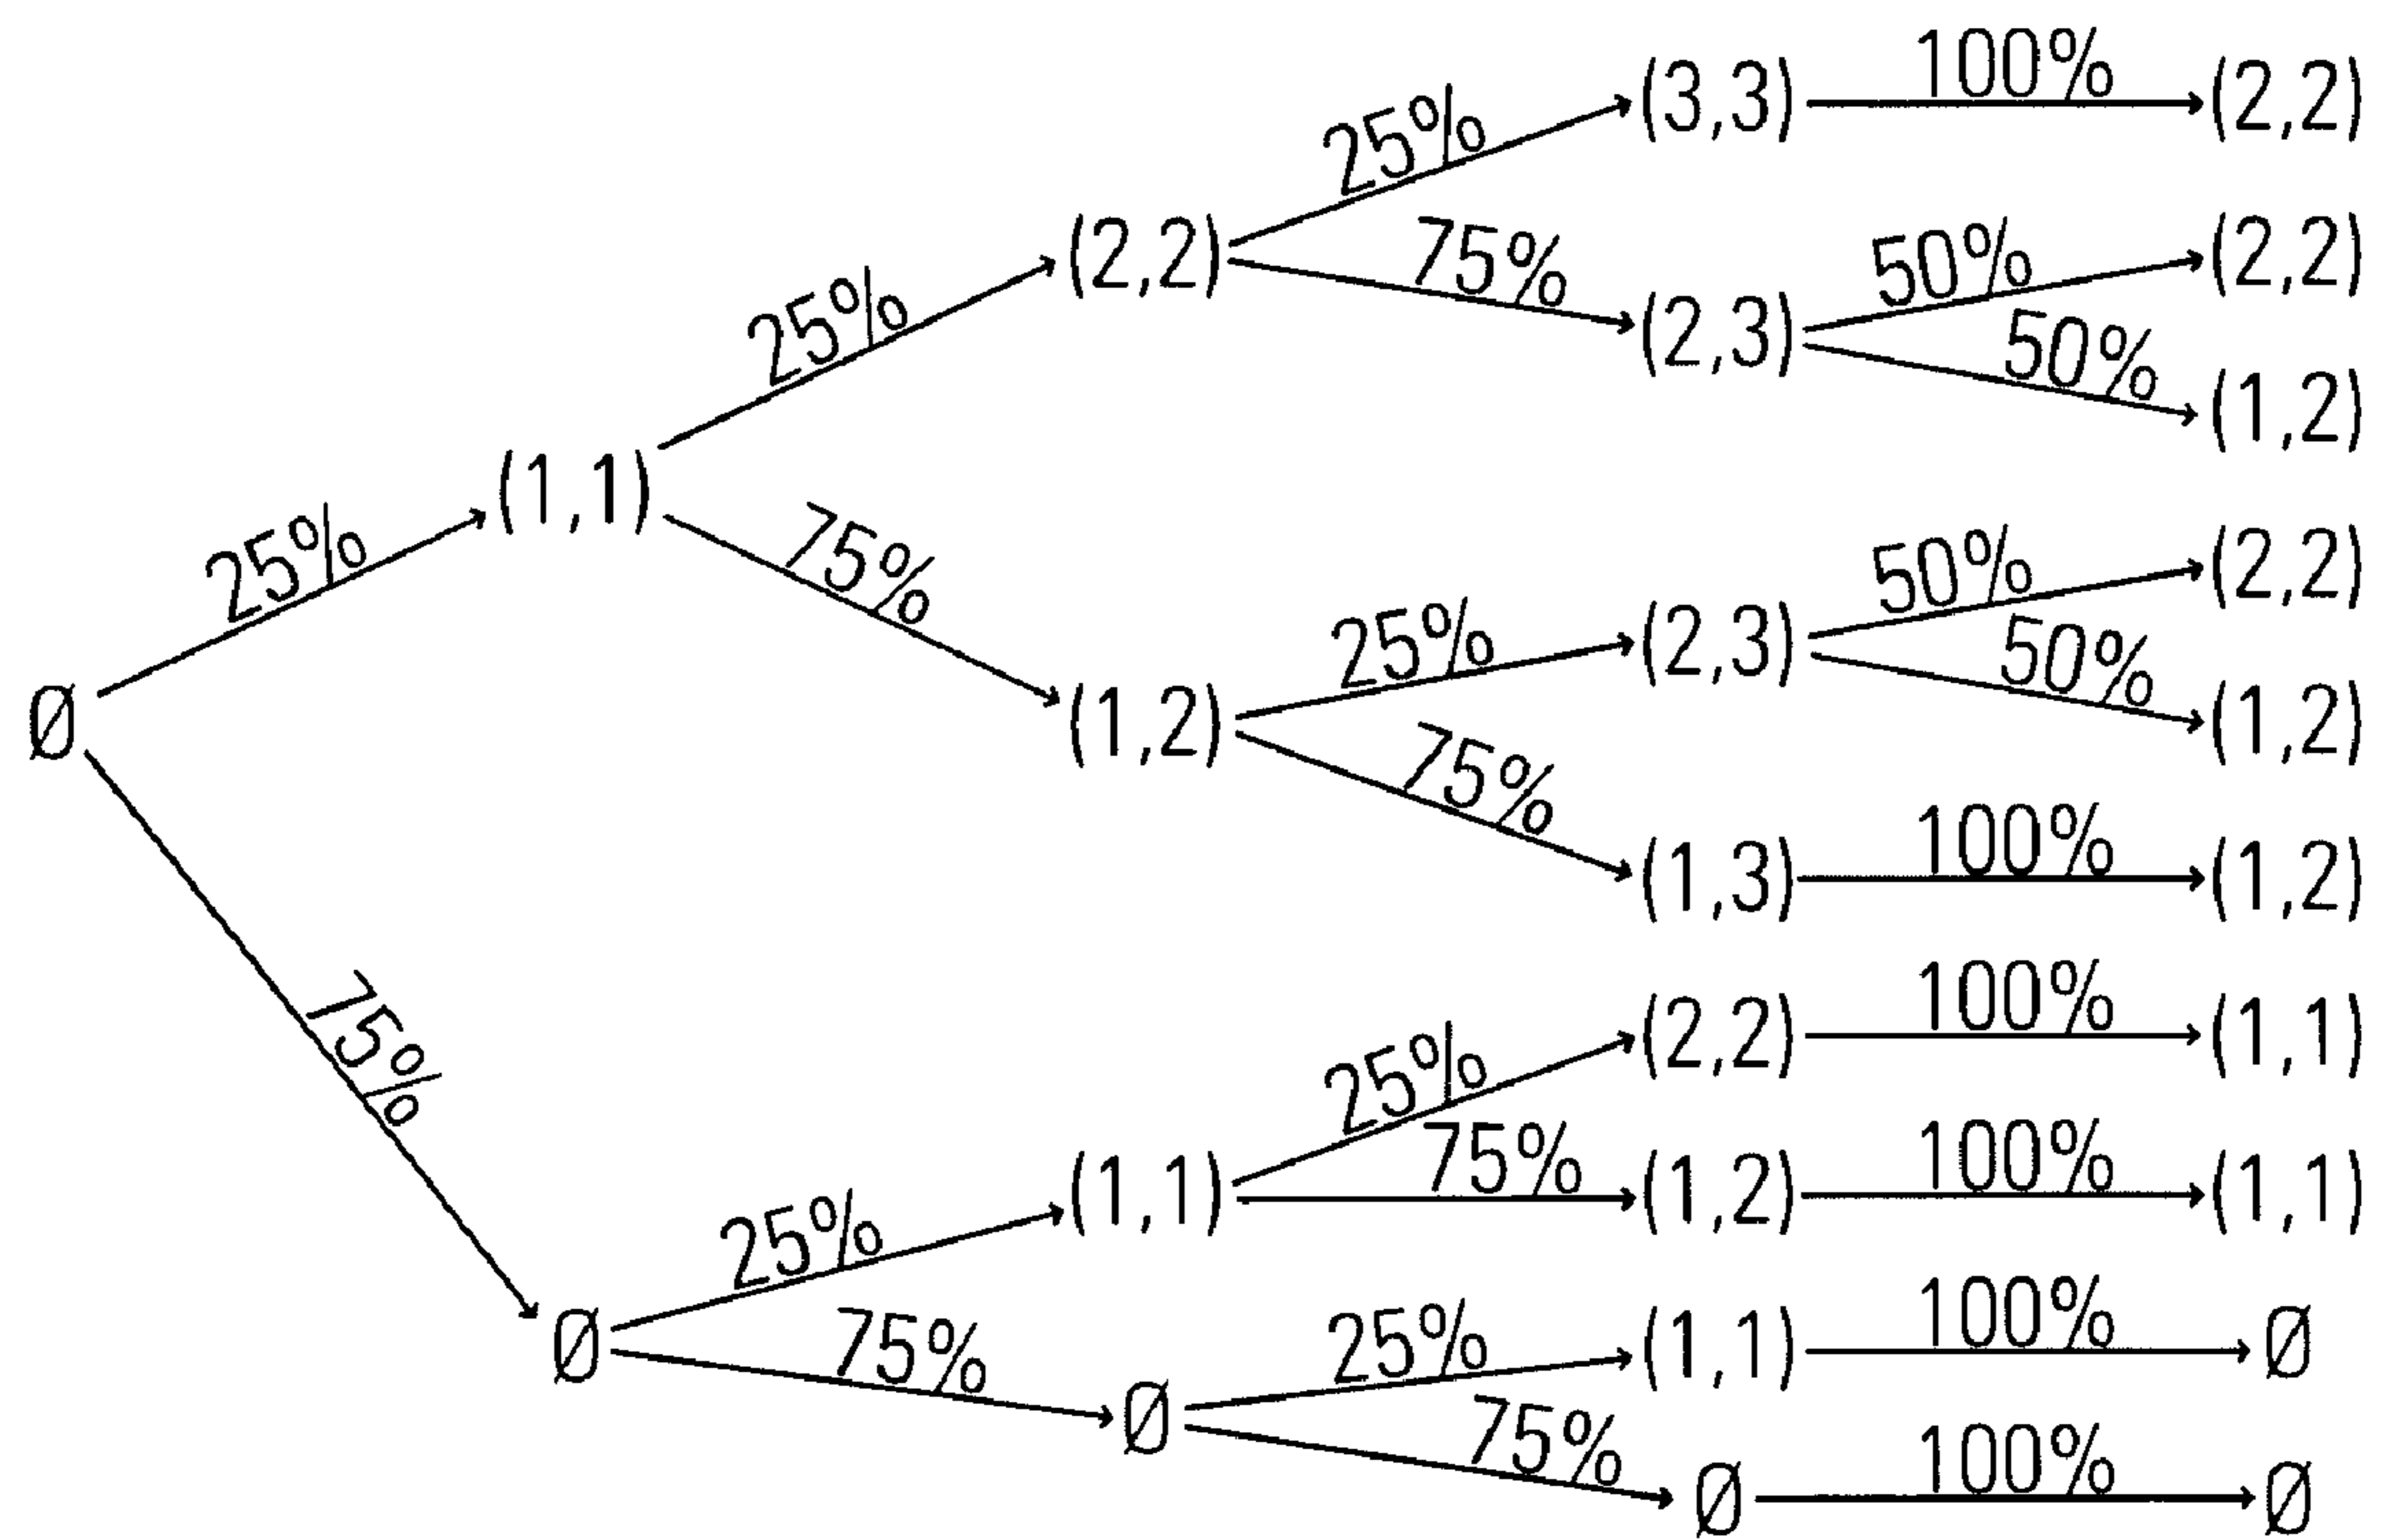 100%
(3,3) (2,2)
25%
75% 50%
(2,2) (2,2)
25% (2,3) 50%
(1,2)
25% (1,1) 75% 50%
(2,2)
25% (2,3) 50%
Ø (1,2) (1,2)
75% 100%
(1,3) (1,2)
75% 100%
(2,2) (1,1)
25% 75% 100%
25% (1,1) (1,2) (1,1)
25% 100%
Ø 75% (1,1) Ø
Ø 75% 100%
Ø Ø